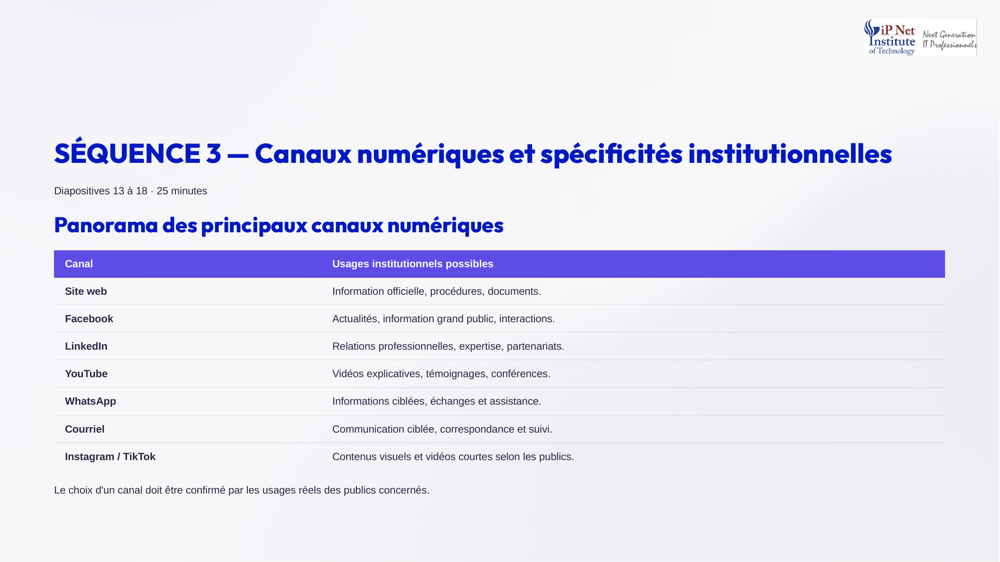 iP Net
Institute
of Technology
Next Generation
IT Professionnels
SÉQUENCE 3 — Canaux numériques et spécificités institutionnelles
Diapositives 13 à 18 · 25 minutes
Panorama des principaux canaux numériques
Canal Usages institutionnels possibles
Site web Information officielle, procédures, documents.
Facebook Actualités, information grand public, interactions.
LinkedIn Relations professionnelles, expertise, partenariats.
YouTube Vidéos explicatives, témoignages, conférences.
WhatsApp Informations ciblées, échanges et assistance.
Courriel Communication ciblée, correspondance et suivi.
Instagram / TikTok Contenus visuels et vidéos courtes selon les publics.
Le choix d'un canal doit être confirmé par les usages réels des publics concernés.